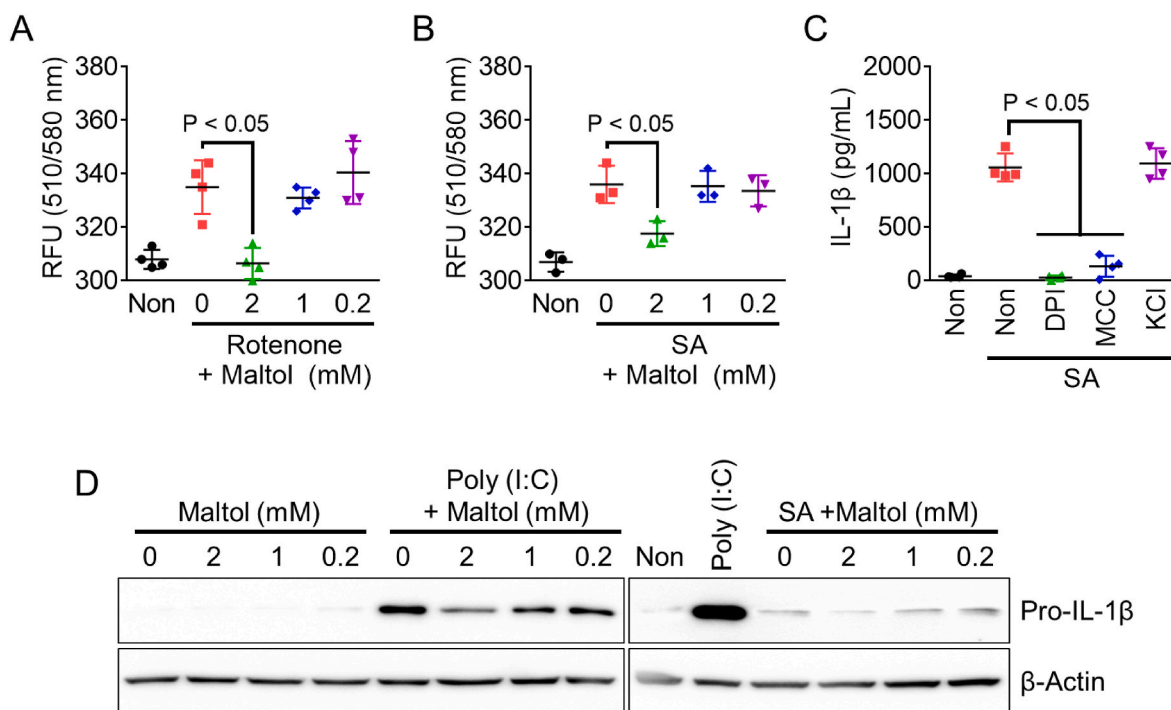 A
RFU (510/580 nm)
380
360
340
320
300
P < 0.05
Non
0
2
1
0.2
Rotenone
+ Maltol (mM)
B
RFU (510/580 nm)
380
360
340
320
300
P < 0.05
Non
0
2
1
0.2
SA
+ Maltol (mM)
C
IL-1β (pg/mL)
2000
1500
1000
500
0
P < 0.05
Non
Non
DPI
MCC
KCl
SA
D
Maltol (mM)
0
2
1
0.2
Poly (I:C)
+ Maltol (mM)
0
2
1
0.2
Non
Poly (I:C)
SA +Maltol (mM)
0
2
1
0.2
Pro-IL-1β
β-Actin